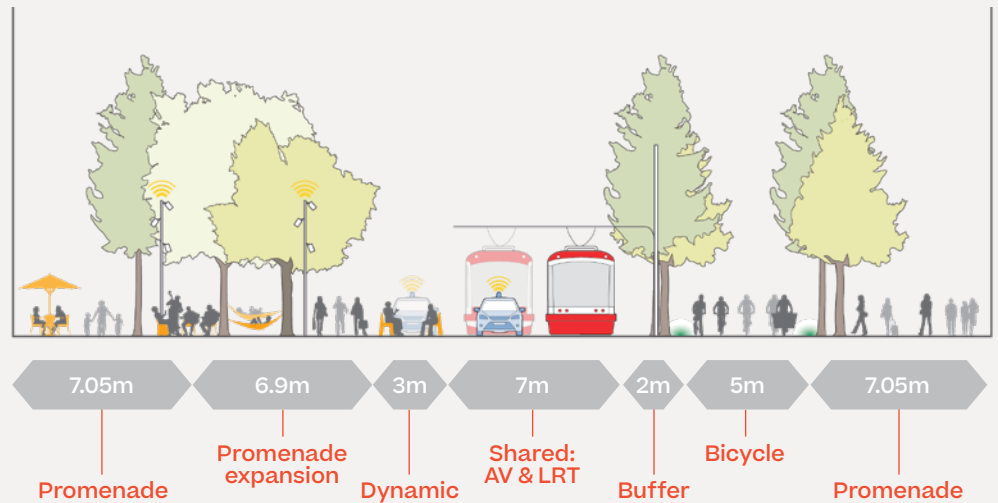 7.05m
6.9m
3m
7m
2m
5m
7.05m
Promenade
Promenade
expansion
Dynamic
Shared:
AV & LRT
Buffer
Bicycle
Promenade